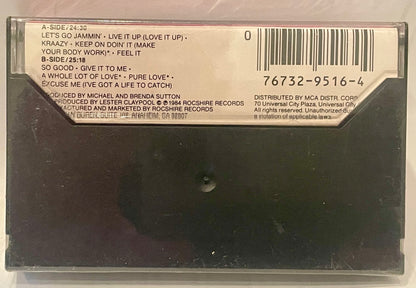 A-SIDE/24:30
LET'S GO JAMMIN' • LIVE IT UP (LOVE IT UP)
KRAAZY • KEEP ON DOIN' IT (MAKE
YOUR BODY WORK)* • FEEL IT
B-SIDE/25:18
SO GOOD • GIVE IT TO ME •
A WHOLE LOT OF LOVE* • PURE LOVE* •
EXCUSE ME (I'VE GOT A LIFE TO CATCH)
PRODUCED BY MICHAEL AND BRENDA SUTTON
*PRODUCED BY LESTER CLAYPOOL © ℗ 1984 ROCSHIRE RECORDS
MANUFACTURED AND MARKETED BY ROCSHIRE RECORDS
SUITE ANAHEIM, CA
0
76732-9516-4
DISTRIBUTED BY MCA DISTR. CORP.
70 Universal City Plaza, Universal City
All rights reserved. Unauthorized
a violation of applicable laws.